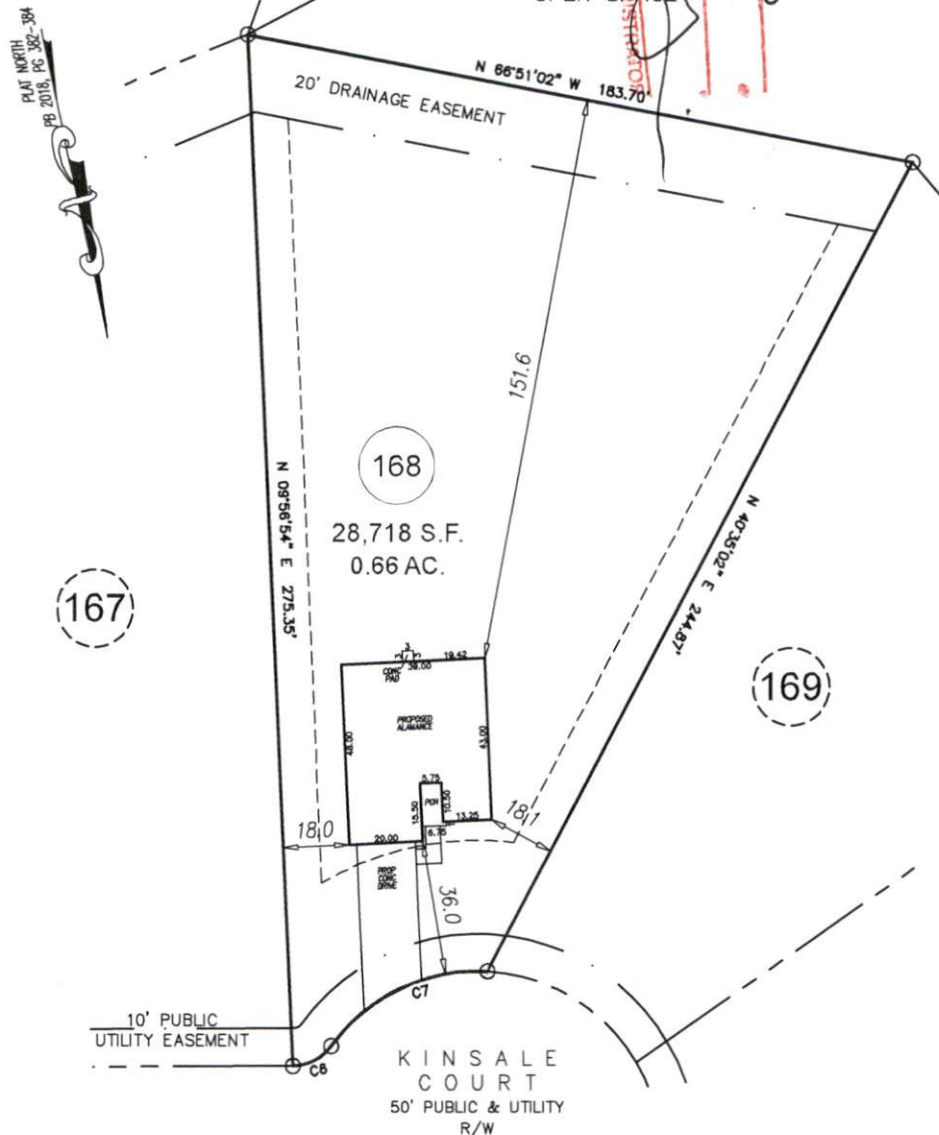 PLAT NORTH
PB 2018, PG 382-384
N 66°51'02" W 183.70'
20' DRAINAGE EASEMENT
151.6
168
28,718 S.F.
0.66 AC.
N 09°56'54" E 275.35'
N 40°35'02" E 244.87'
167
169
3
39.00
19.42
CONC
PAD
PROPOSED
ALAMANCE
48.00
43.00
5.75
PCH
15.50
10.50
13.25
6.75
20.00
18.0
18.1
PROP
CONC
DRIVE
36.0
C7
10' PUBLIC
UTILITY EASEMENT
KINSALE
COURT
50' PUBLIC & UTILITY
R/W